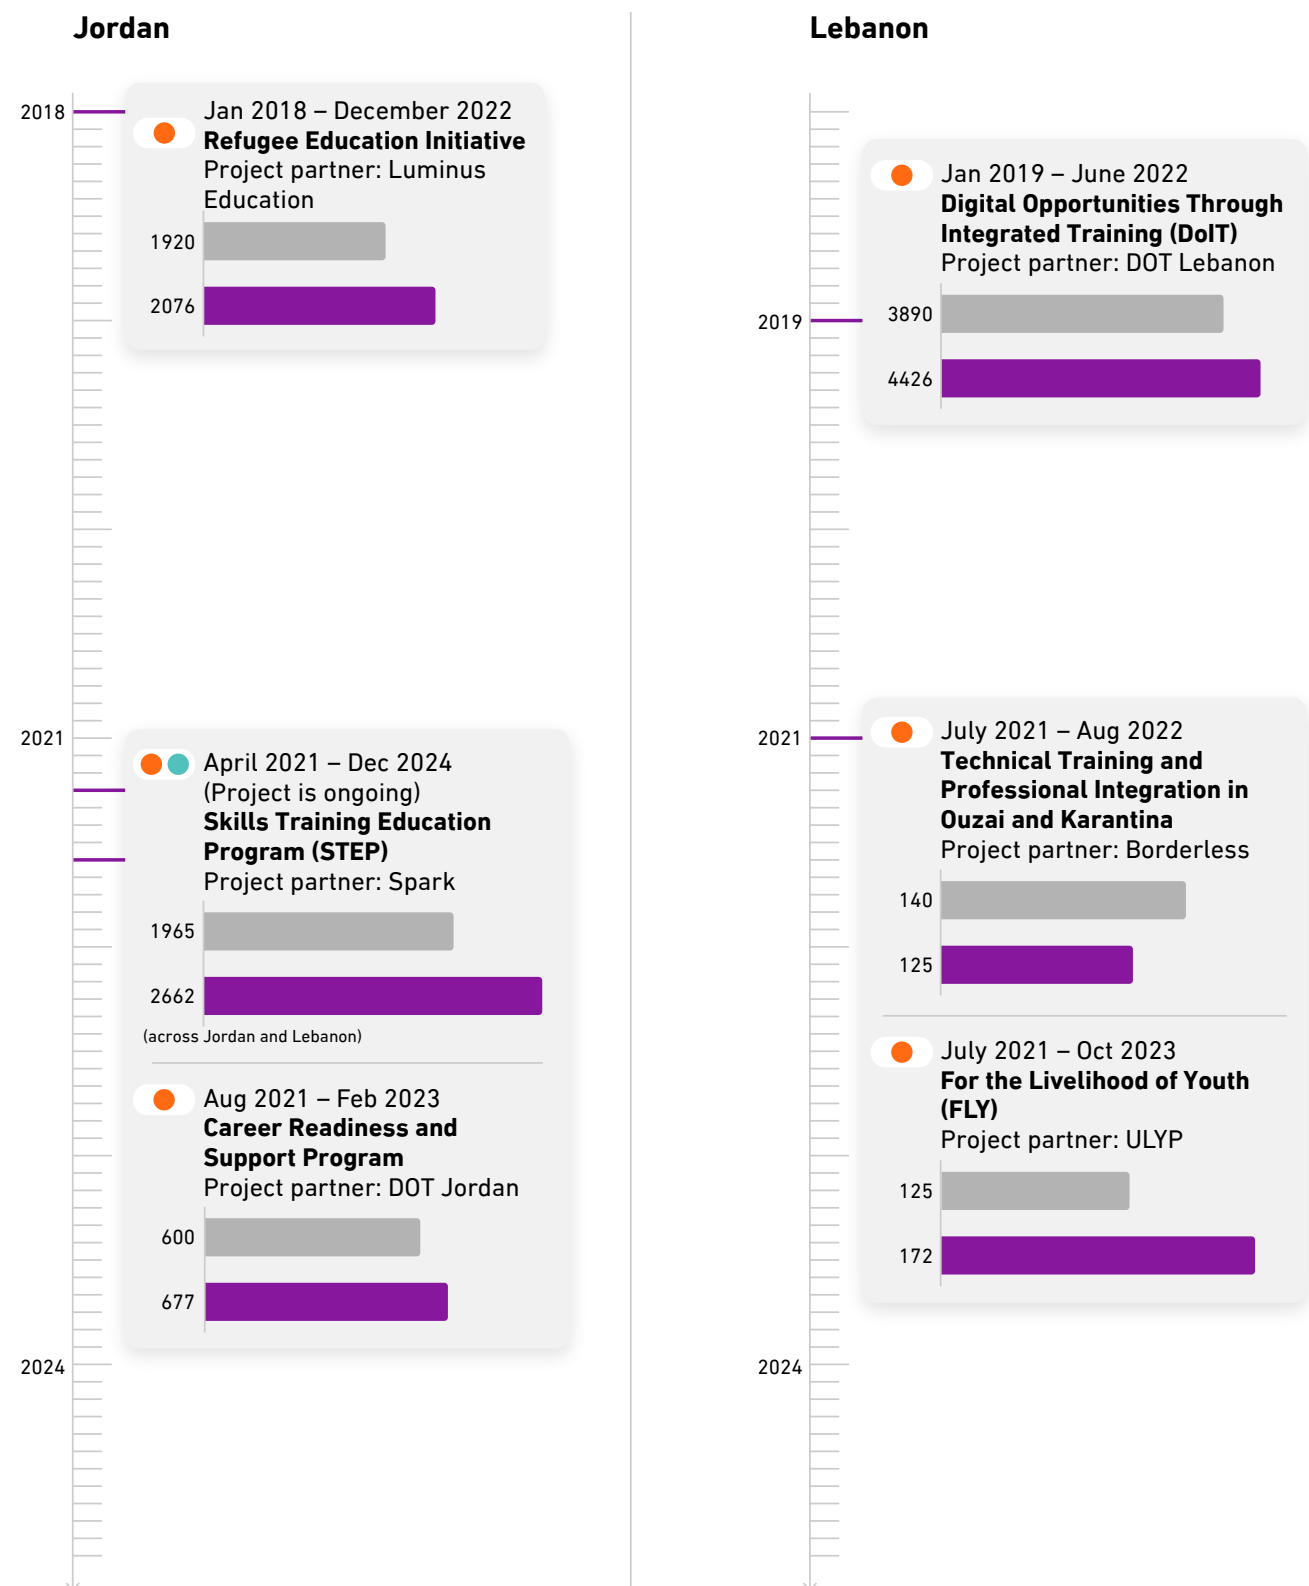 Jordan
2018
Jan 2018 – December 2022
Refugee Education Initiative
Project partner: Luminus
Education
1920
2076
2021
April 2021 – Dec 2024
(Project is ongoing)
Skills Training Education
Program (STEP)
Project partner: Spark
1965
2662
(across Jordan and Lebanon)
Aug 2021 – Feb 2023
Career Readiness and
Support Program
Project partner: DOT Jordan
600
677
2024
Lebanon
Jan 2019 – June 2022
Digital Opportunities Through
Integrated Training (DoIT)
Project partner: DOT Lebanon
2019
3890
4426
2021
July 2021 – Aug 2022
Technical Training and
Professional Integration in
Ouzai and Karantina
Project partner: Borderless
140
125
July 2021 – Oct 2023
For the Livelihood of Youth
(FLY)
Project partner: ULYP
125
172
2024